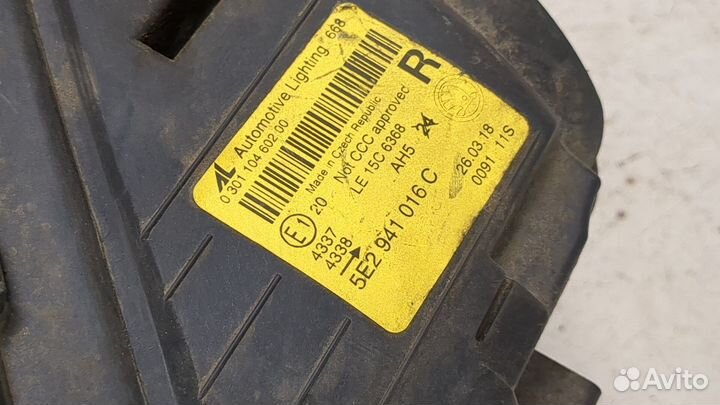 AL Automotive Lighting 668
0 301 104 602 00
R
Made in Czech Republic
Not CCC approved
LE 15C 6368
AH5 24
E1
20
4337
4338
5E2 941 016 C
26.03.18
0091 11S
Avito